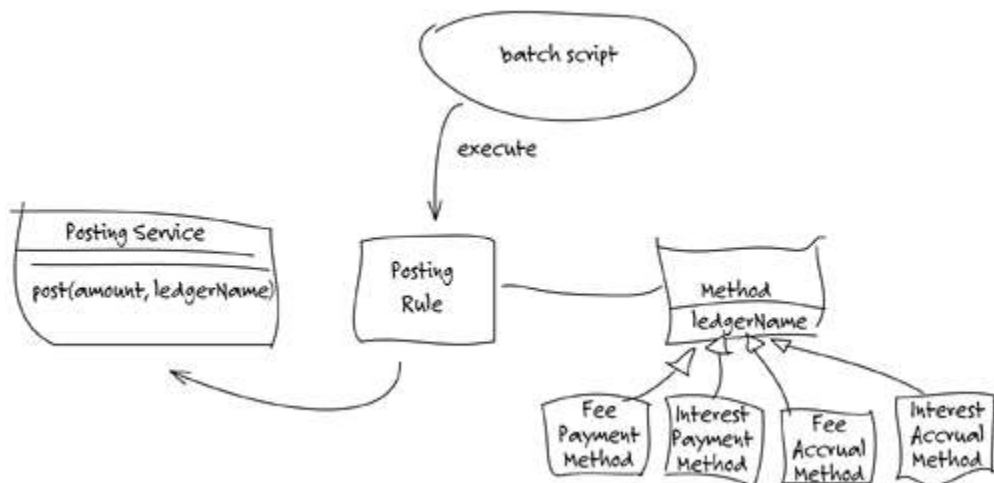 batch script
execute
Posting Service
post(amount, ledgerName)
Posting
Rule
Method
ledgerName
Fee
Payment
Method
Interest
Payment
Method
Fee
Accrual
Method
Interest
Accrual
Method